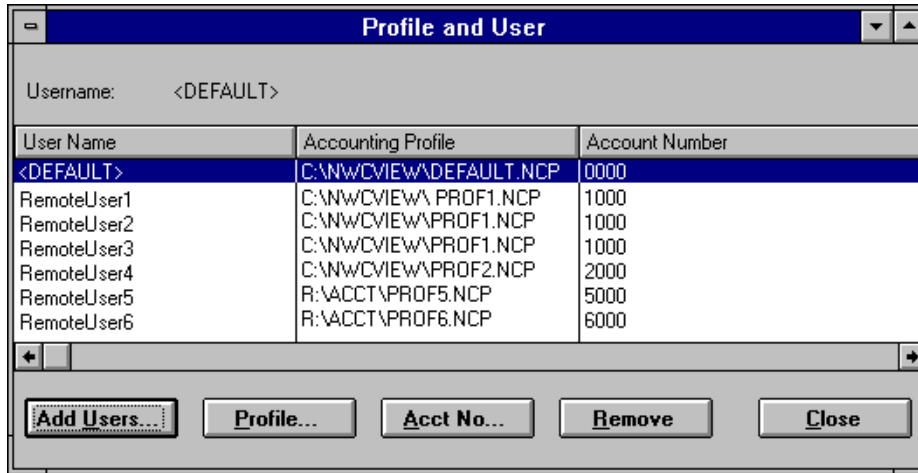 Profile and User
Username: <DEFAULT>
User Name Accounting Profile Account Number
<DEFAULT> C:\NWCVIEW\DEFAULT.NCP 0000
RemoteUser1 C:\NWCVIEW\ PROF1.NCP 1000
RemoteUser2 C:\NWCVIEW\PROF1.NCP 1000
RemoteUser3 C:\NWCVIEW\PROF1.NCP 1000
RemoteUser4 C:\NWCVIEW\PROF2.NCP 2000
RemoteUser5 R:\ACCT\PROF5.NCP 5000
RemoteUser6 R:\ACCT\PROF6.NCP 6000
Add Users... Profile... Acct No... Remove Close